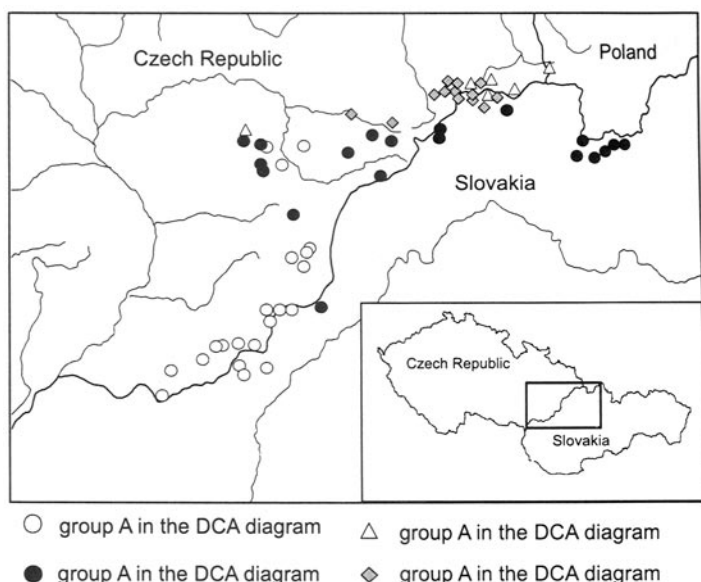 Czech Republic
Poland
Slovakia
Czech Republic
Slovakia
group A in the DCA diagram
group A in the DCA diagram
group A in the DCA diagram
group A in the DCA diagram